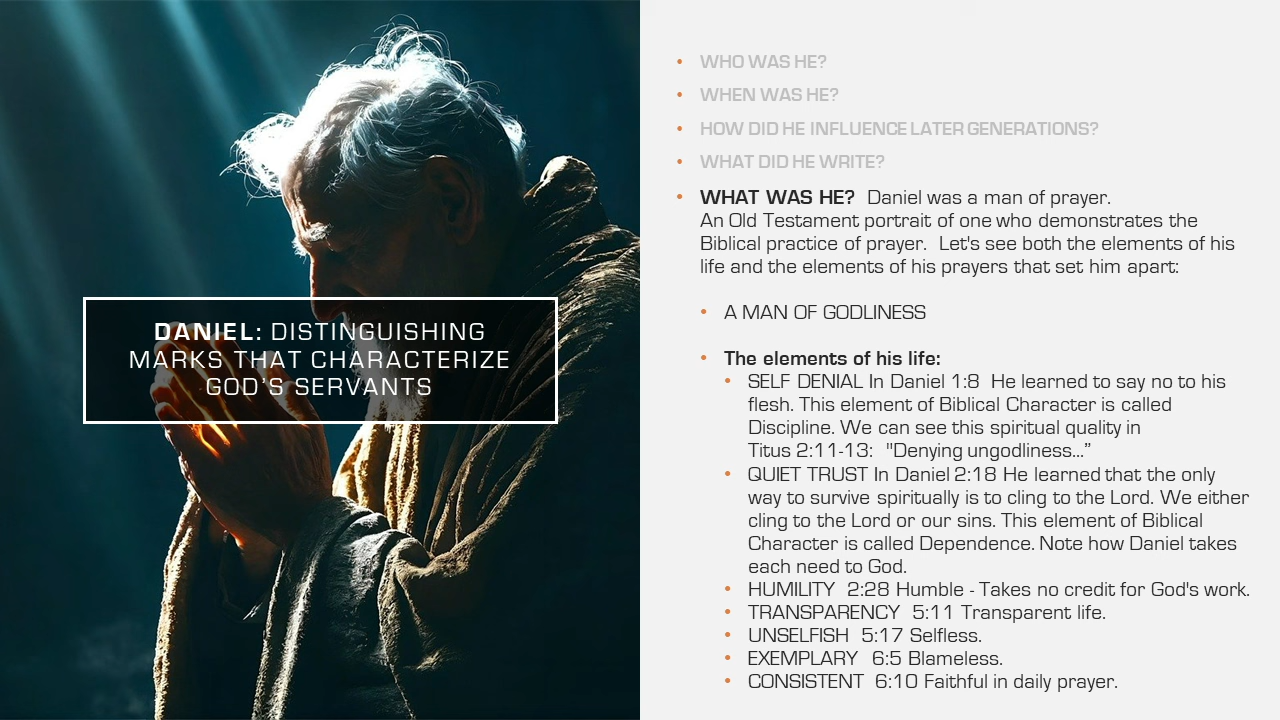 DANIEL: DISTINGUISHING
MARKS THAT CHARACTERIZE
GOD'S SERVANTS
• WHO WAS HE?
• WHEN WAS HE?
• HOW DID HE INFLUENCE LATER GENERATIONS?
• WHAT DID HE WRITE?
• WHAT WAS HE?  Daniel was a man of prayer.
An Old Testament portrait of one who demonstrates the
Biblical practice of prayer.  Let's see both the elements of his
life and the elements of his prayers that set him apart:
• A MAN OF GODLINESS
• The elements of his life:
• SELF DENIAL In Daniel 1:8  He learned to say no to his
flesh. This element of Biblical Character is called
Discipline. We can see this spiritual quality in
Titus 2:11-13:  "Denying ungodliness…”
• QUIET TRUST In Daniel 2:18 He learned that the only
way to survive spiritually is to cling to the Lord. We either
cling to the Lord or our sins. This element of Biblical
Character is called Dependence. Note how Daniel takes
each need to God.
• HUMILITY  2:28 Humble - Takes no credit for God's work.
• TRANSPARENCY  5:11 Transparent life.
• UNSELFISH  5:17 Selfless.
• EXEMPLARY  6:5 Blameless.
• CONSISTENT  6:10 Faithful in daily prayer.